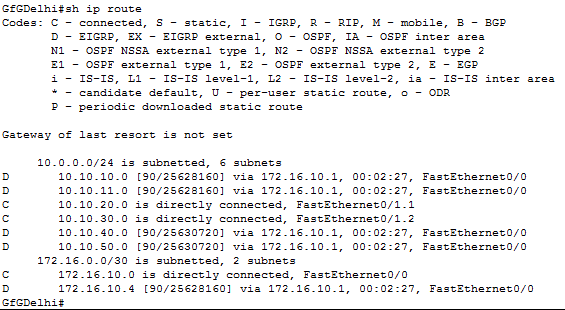 GfGDelhi#sh ip route
Codes: C - connected, S - static, I - IGRP, R - RIP, M - mobile, B - BGP
       D - EIGRP, EX - EIGRP external, O - OSPF, IA - OSPF inter area
       N1 - OSPF NSSA external type 1, N2 - OSPF NSSA external type 2
       E1 - OSPF external type 1, E2 - OSPF external type 2, E - EGP
       i - IS-IS, L1 - IS-IS level-1, L2 - IS-IS level-2, ia - IS-IS inter area
       * - candidate default, U - per-user static route, o - ODR
       P - periodic downloaded static route

Gateway of last resort is not set

     10.0.0.0/24 is subnetted, 6 subnets
D       10.10.10.0 [90/25628160] via 172.16.10.1, 00:02:27, FastEthernet0/0
D       10.10.11.0 [90/25628160] via 172.16.10.1, 00:02:27, FastEthernet0/0
C       10.10.20.0 is directly connected, FastEthernet0/1.1
C       10.10.30.0 is directly connected, FastEthernet0/1.2
D       10.10.40.0 [90/25630720] via 172.16.10.1, 00:02:27, FastEthernet0/0
D       10.10.50.0 [90/25630720] via 172.16.10.1, 00:02:27, FastEthernet0/0
     172.16.0.0/30 is subnetted, 2 subnets
C       172.16.10.0 is directly connected, FastEthernet0/0
D       172.16.10.4 [90/25628160] via 172.16.10.1, 00:02:27, FastEthernet0/0
GfGDelhi#